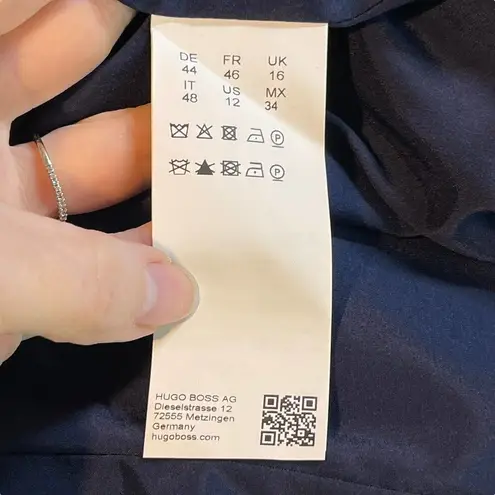 DE FR UK
44 46 16
IT US MX
48 12 34
P
P
HUGO BOSS AG
Dieselstrasse 12
72555 Metzingen
Germany
hugoboss.com